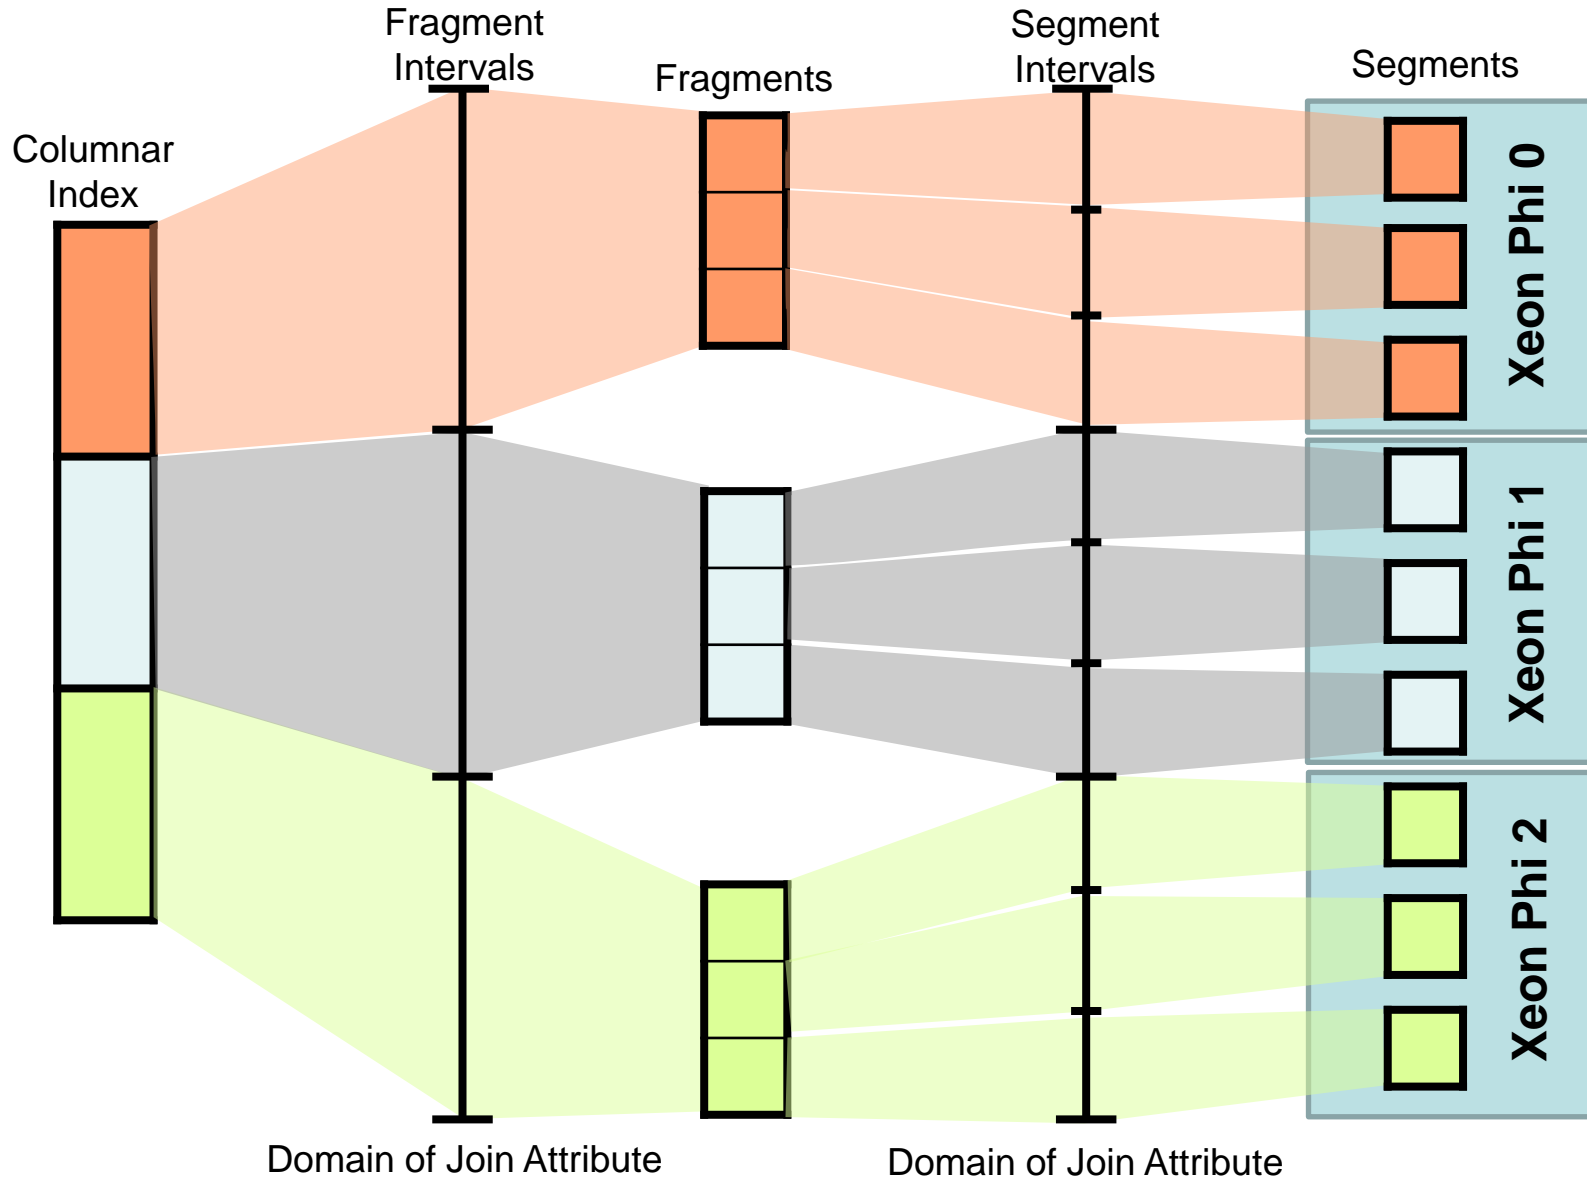 Columnar
Index
Fragment
Intervals
Fragments
Segment
Intervals
Segments
Xeon Phi 0
Xeon Phi 1
Xeon Phi 2
Domain of Join Attribute
Domain of Join Attribute